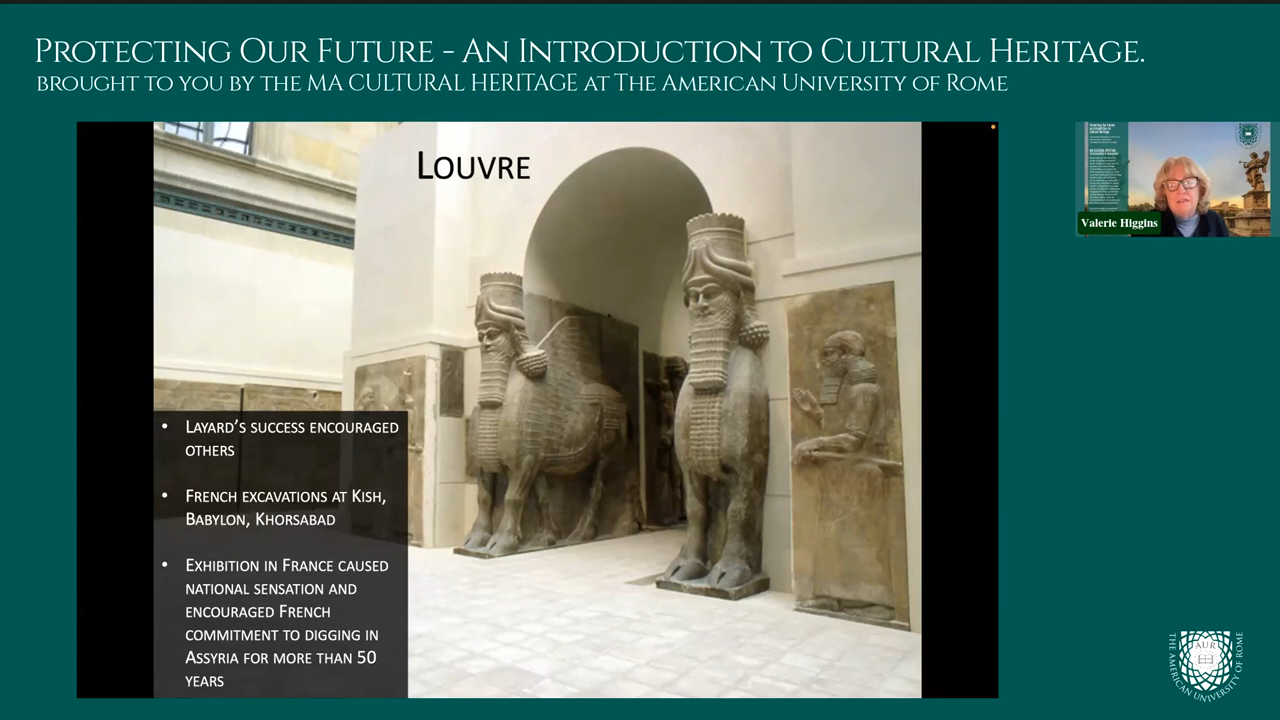 Protecting Our Future - An Introduction to Cultural Heritage.
brought to you by the MA Cultural Heritage at The American University of Rome
Louvre
Valerie Higgins
• Layard's success encouraged
others
• French excavations at Kish,
Babylon, Khorsabad
• Exhibition in France caused
national sensation and
encouraged French
commitment to digging in
Assyria for more than 50
years
AUR
THE AMERICAN UNIVERSITY OF ROME